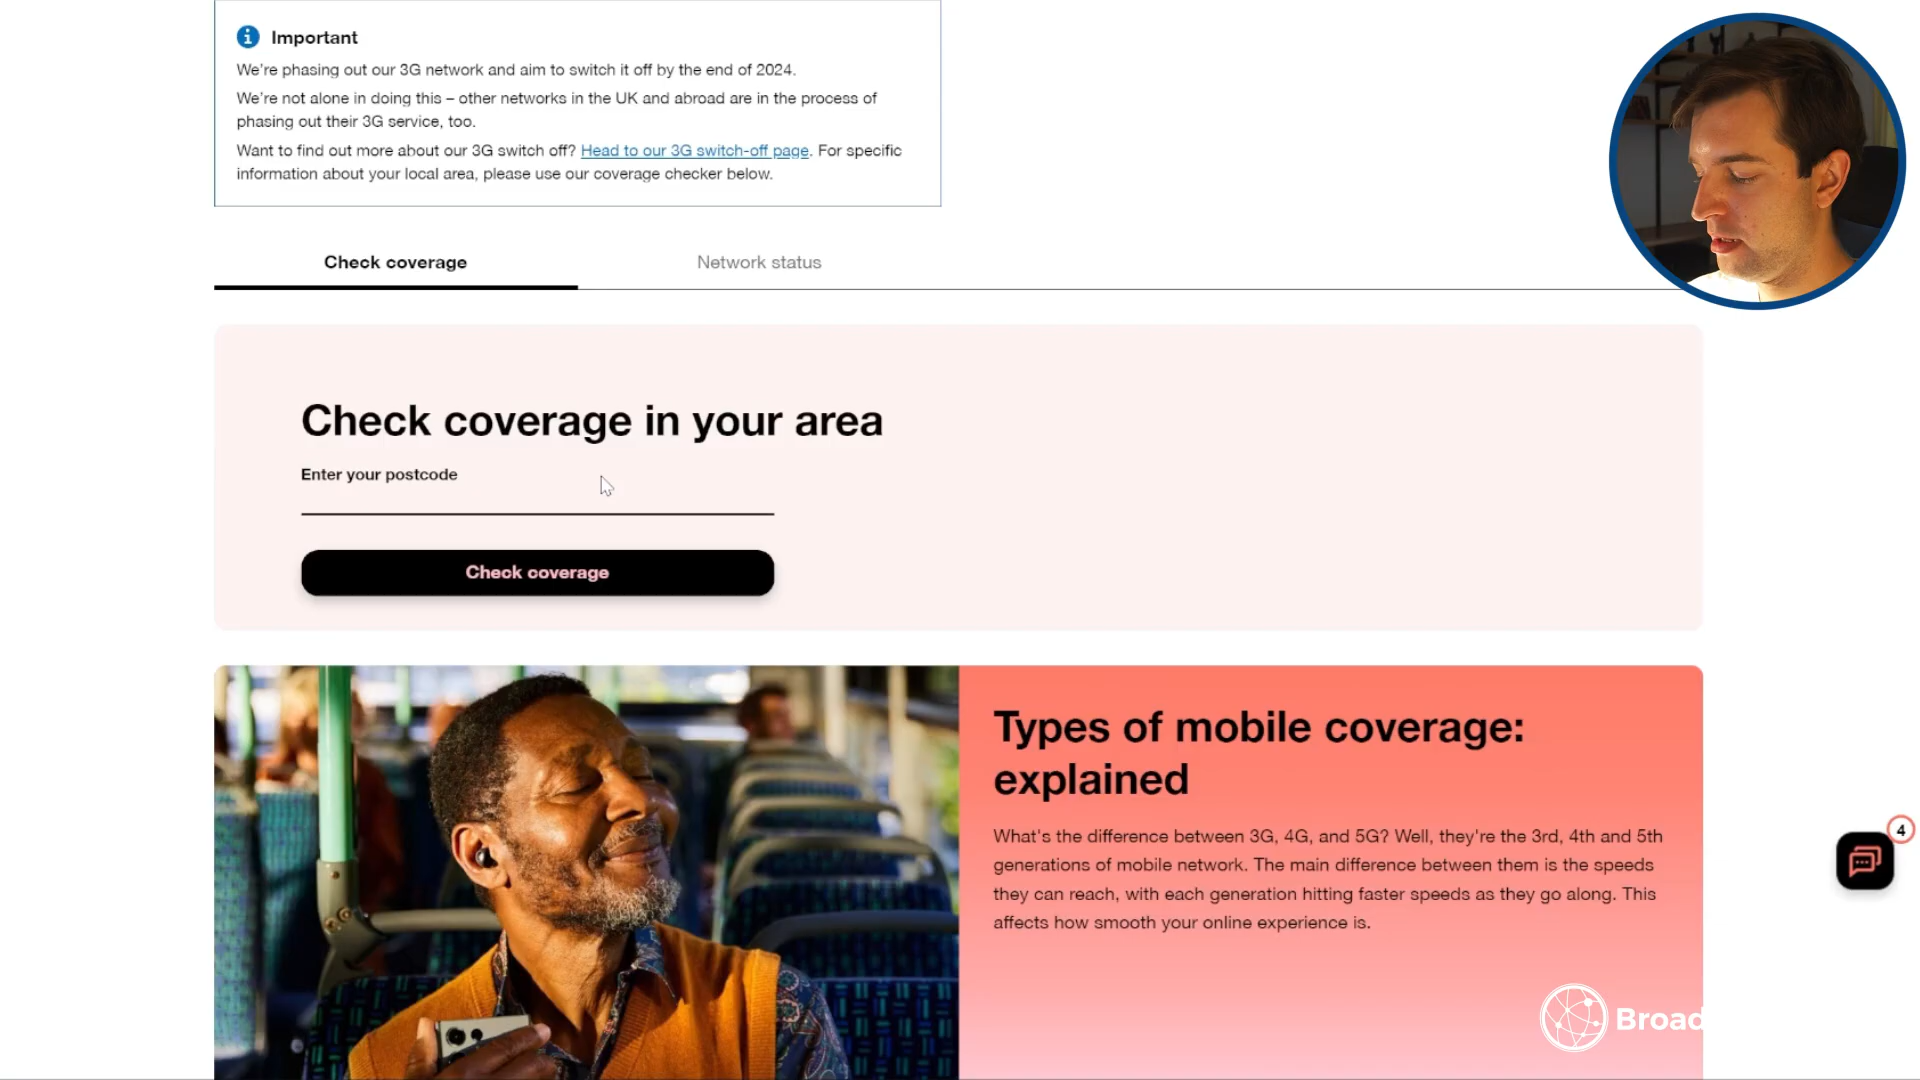 Important
We're phasing out our 3G network and aim to switch it off by the end of 2024.
We're not alone in doing this – other networks in the UK and abroad are in the process of
phasing out their 3G service, too.
Want to find out more about our 3G switch off? Head to our 3G switch-off page. For specific
information about your local area, please use our coverage checker below.
Check coverage
Network status
Check coverage in your area
Enter your postcode
Check coverage
Types of mobile coverage:
explained
What's the difference between 3G, 4G, and 5G? Well, they're the 3rd, 4th and 5th
generations of mobile network. The main difference between them is the speeds
they can reach, with each generation hitting faster speeds as they go along. This
affects how smooth your online experience is.
4
Broad